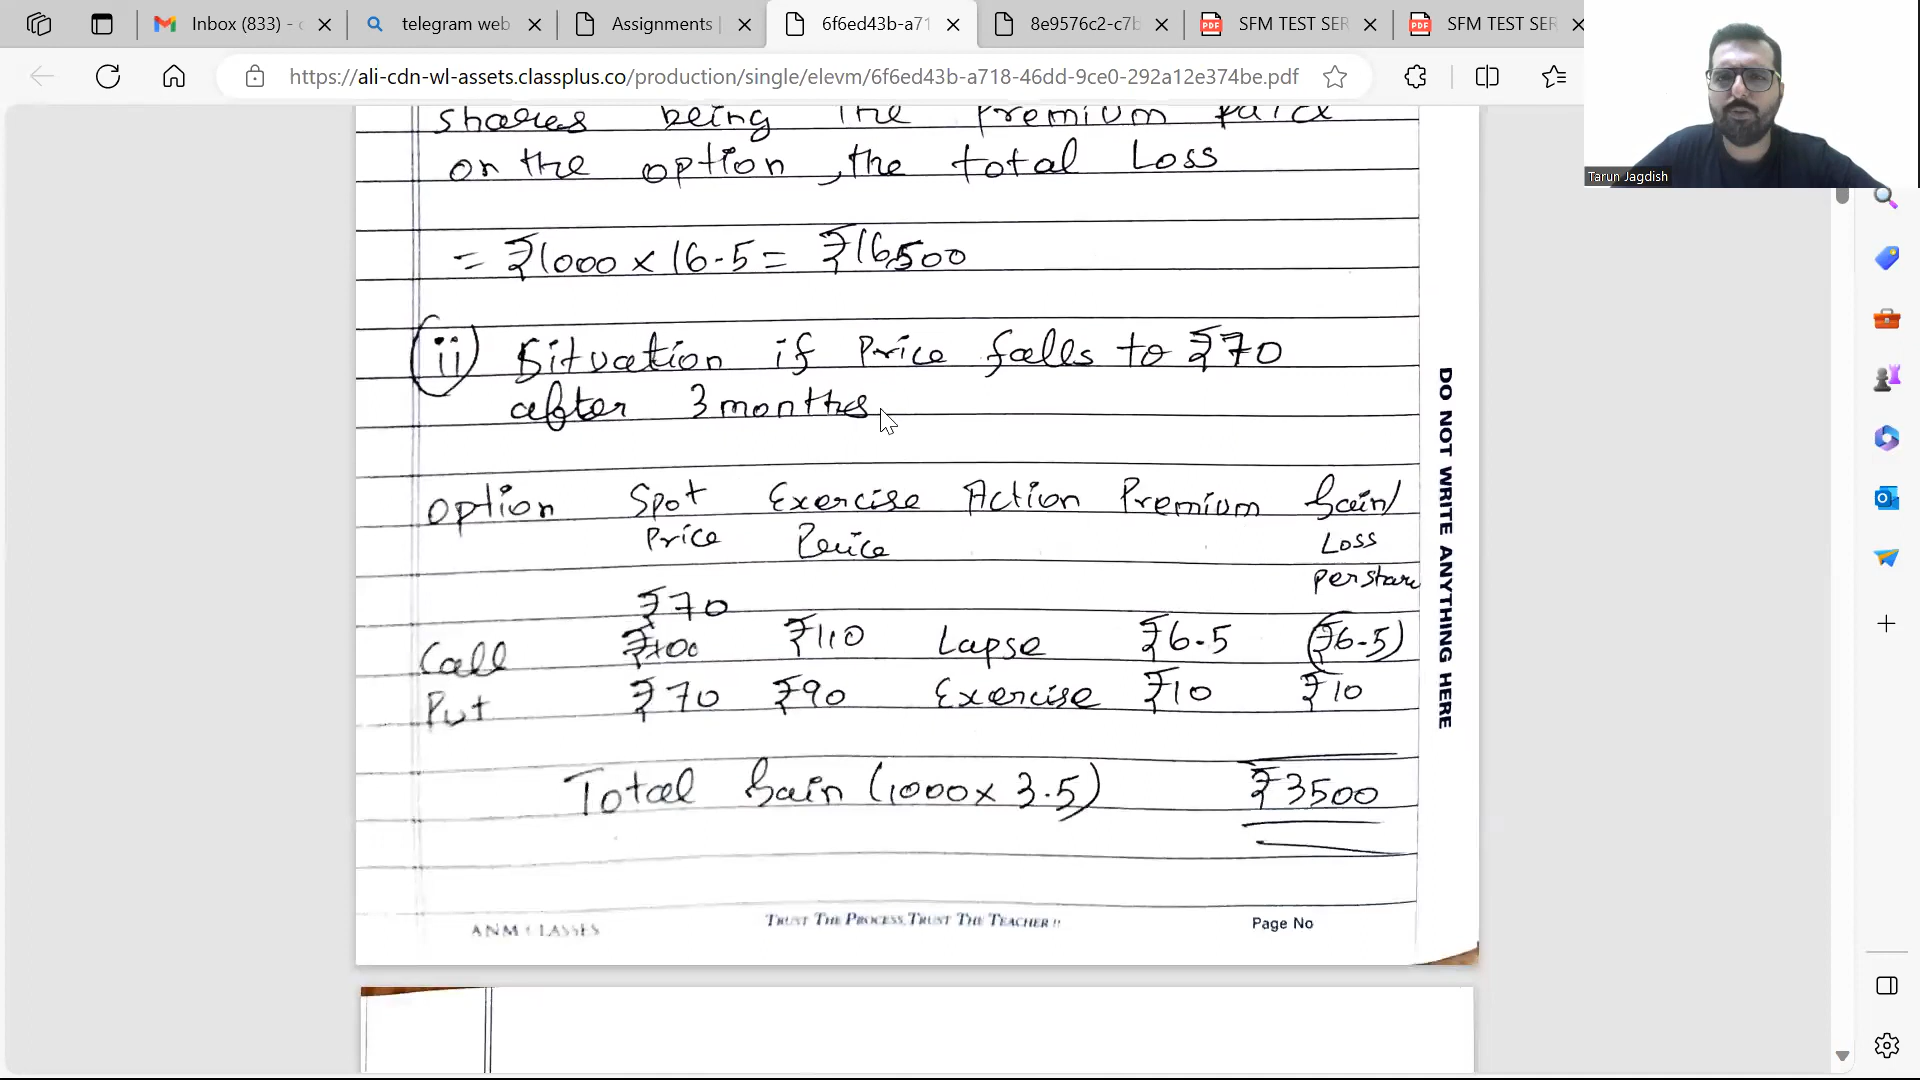 Inbox (833) - c
telegram web
Assignments |
6f6ed43b-a71
8e9576c2-c7b
SFM TEST SER
SFM TEST SER
https://ali-cdn-wl-assets.classplus.co/production/single/elevm/6f6ed43b-a718-46dd-9ce0-292a12e374be.pdf
Tarun Jagdish
shares being the Premium paid
on the option, the total Loss
= ₹1000 x 16.5 = ₹16,500
(ii) Situation if Price falls to ₹70
after 3 months
Option Spot Exercise Action Premium Gain/
Price Price Loss
per share
₹70
Call ₹100 ₹110 Lapse ₹6.5 (₹6.5)
Put ₹70 ₹90 Exercise ₹10 ₹10
Total Gain (1000 x 3.5) ₹3500
DO NOT WRITE ANYTHING HERE
ANM CLASSES TRUST THE PROCESS, TRUST THE TEACHER !! Page No